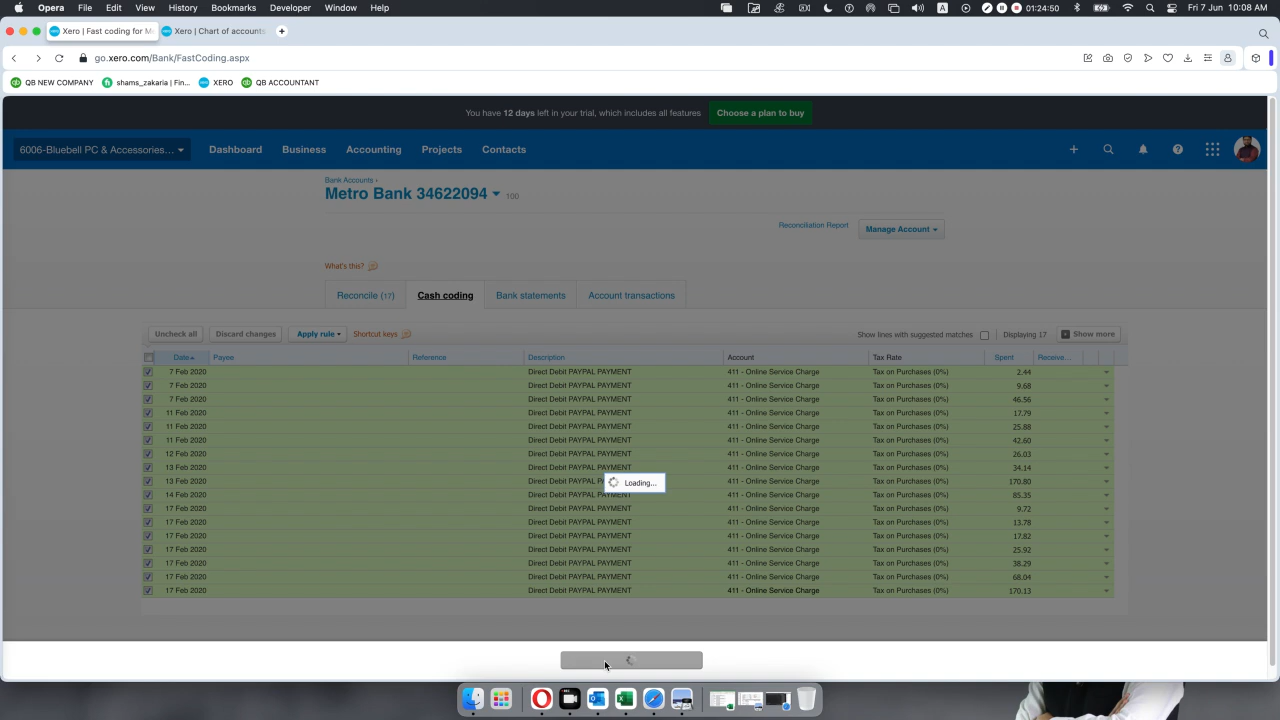 Opera File Edit View History Bookmarks Developer Window Help 01:24:50 A Fri 7 Jun 10:08 AM
Xero | Fast coding for M Xero | Chart of accounts
go.xero.com/Bank/FastCoding.aspx
QB NEW COMPANY shams_zakaria | Fin... XERO QB ACCOUNTANT
You have 12 days left in your trial, which includes all features Choose a plan to buy
6006-Bluebell PC & Accessories... Dashboard Business Accounting Projects Contacts
Bank Accounts ›
Metro Bank 34622094 100
Reconciliation Report Manage Account
What's this?
Reconcile (17) Cash coding Bank statements Account transactions
Uncheck all Discard changes Apply rule Shortcut keys Show lines with suggested matches Displaying 17 Show more
Date Payee Reference Description Account Tax Rate Spent Receive...
7 Feb 2020 Direct Debit PAYPAL PAYMENT 411 - Online Service Charge Tax on Purchases (0%) 2.44
7 Feb 2020 Direct Debit PAYPAL PAYMENT 411 - Online Service Charge Tax on Purchases (0%) 9.68
7 Feb 2020 Direct Debit PAYPAL PAYMENT 411 - Online Service Charge Tax on Purchases (0%) 46.56
11 Feb 2020 Direct Debit PAYPAL PAYMENT 411 - Online Service Charge Tax on Purchases (0%) 17.79
11 Feb 2020 Direct Debit PAYPAL PAYMENT 411 - Online Service Charge Tax on Purchases (0%) 25.88
11 Feb 2020 Direct Debit PAYPAL PAYMENT 411 - Online Service Charge Tax on Purchases (0%) 42.60
12 Feb 2020 Direct Debit PAYPAL PAYMENT 411 - Online Service Charge Tax on Purchases (0%) 26.03
13 Feb 2020 Direct Debit PAYPAL PAYMENT 411 - Online Service Charge Tax on Purchases (0%) 34.14
13 Feb 2020 Direct Debit P 411 - Online Service Charge Tax on Purchases (0%) 170.80
Loading...
14 Feb 2020 Direct Debit PAYPAL PAYMENT 411 - Online Service Charge Tax on Purchases (0%) 85.35
17 Feb 2020 Direct Debit PAYPAL PAYMENT 411 - Online Service Charge Tax on Purchases (0%) 9.72
17 Feb 2020 Direct Debit PAYPAL PAYMENT 411 - Online Service Charge Tax on Purchases (0%) 13.78
17 Feb 2020 Direct Debit PAYPAL PAYMENT 411 - Online Service Charge Tax on Purchases (0%) 17.82
17 Feb 2020 Direct Debit PAYPAL PAYMENT 411 - Online Service Charge Tax on Purchases (0%) 25.92
17 Feb 2020 Direct Debit PAYPAL PAYMENT 411 - Online Service Charge Tax on Purchases (0%) 38.29
17 Feb 2020 Direct Debit PAYPAL PAYMENT 411 - Online Service Charge Tax on Purchases (0%) 68.04
17 Feb 2020 Direct Debit PAYPAL PAYMENT 411 - Online Service Charge Tax on Purchases (0%) 170.13